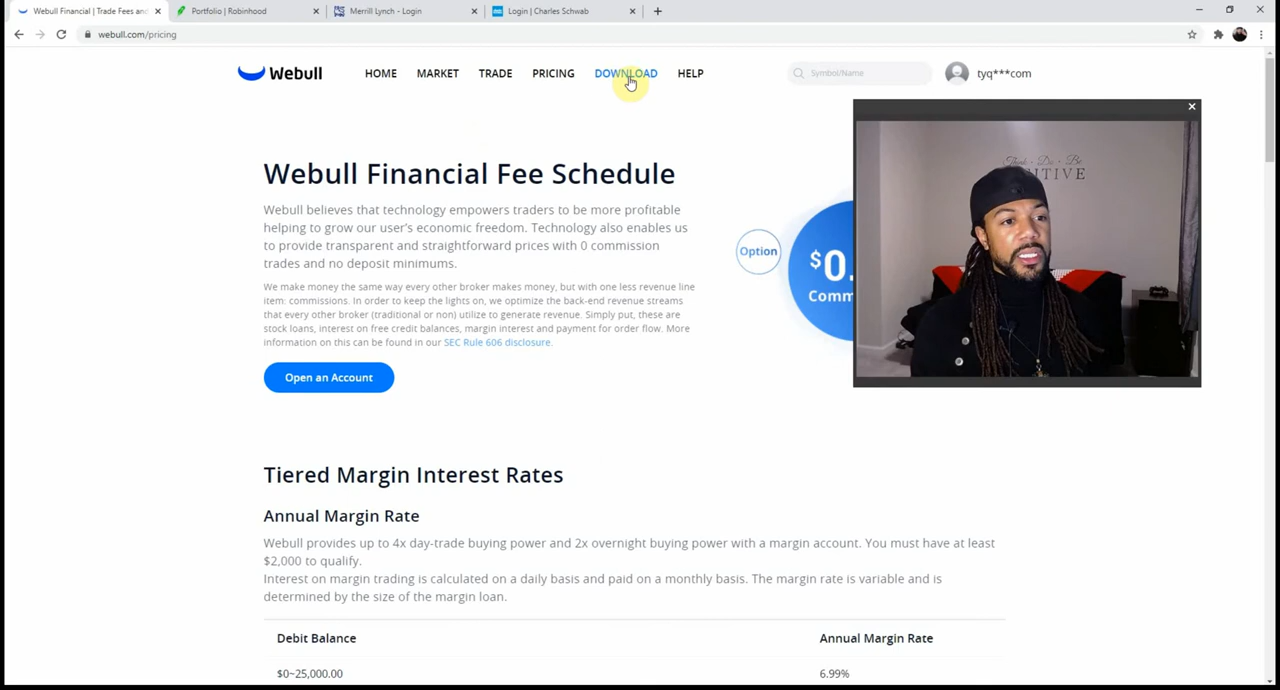 Webull Financial | Trade Fees and
Portfolio | Robinhood
Merrill Lynch - Login
Login | Charles Schwab
webull.com/pricing
Webull
HOME MARKET TRADE PRICING DOWNLOAD HELP
Symbol/Name
tyq***com
Think · Do · Be
Webull Financial Fee Schedule
Webull believes that technology empowers traders to be more profitable
helping to grow our user's economic freedom. Technology also enables us
to provide transparent and straightforward prices with 0 commission
trades and no deposit minimums.
We make money the same way every other broker makes money, but with one less revenue line
item: commissions. In order to keep the lights on, we optimize the back-end revenue streams
that every other broker (traditional or non) utilize to generate revenue. Simply put, these are
stock loans, interest on free credit balances, margin interest and payment for order flow. More
information on this can be found in our SEC Rule 606 disclosure.
Open an Account
Option
$0.
Comm
Tiered Margin Interest Rates
Annual Margin Rate
Webull provides up to 4x day-trade buying power and 2x overnight buying power with a margin account. You must have at least
$2,000 to qualify.
Interest on margin trading is calculated on a daily basis and paid on a monthly basis. The margin rate is variable and is
determined by the size of the margin loan.
Debit Balance Annual Margin Rate
$0~25,000.00 6.99%